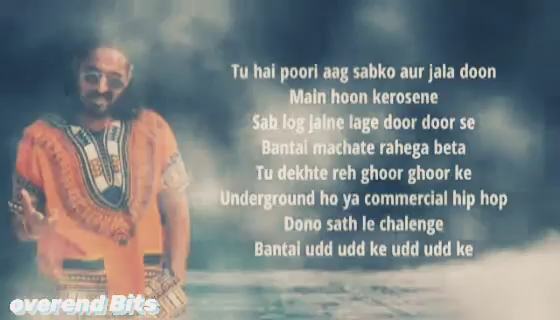 Tu hai poori aag sabko aur jala doon
Main hoon kerosene
Sab log jalne lage door door se
Bantai machate rahega beta
Tu dekhte reh ghoor ghoor ke
Underground ho ya commercial hip hop
Dono sath le chalenge
Bantai udd udd ke udd udd ke
overend Bits